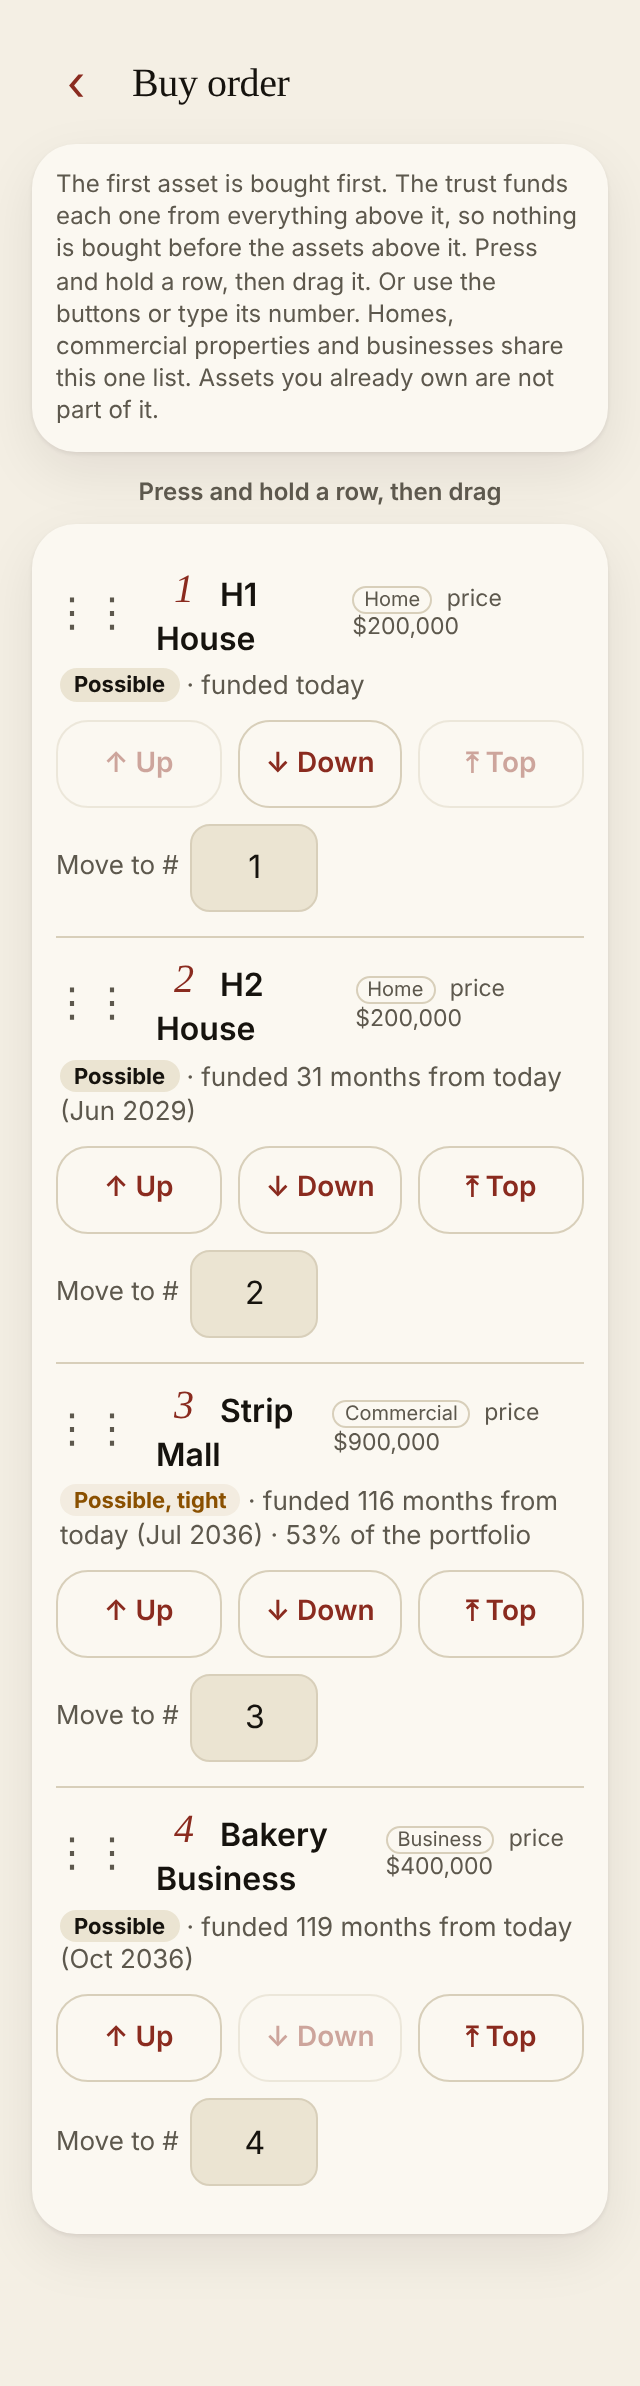 ‹ Buy order
The first asset is bought first. The trust funds
each one from everything above it, so nothing
is bought before the assets above it. Press
and hold a row, then drag it. Or use the
buttons or type its number. Homes,
commercial properties and businesses share
this one list. Assets you already own are not
part of it.
Press and hold a row, then drag
1 H1
House
Home price
$200,000
Possible · funded today
↑ Up ↓ Down ⤒ Top
Move to # 1
2 H2
House
Home price
$200,000
Possible · funded 31 months from today
(Jun 2029)
↑ Up ↓ Down ⤒ Top
Move to # 2
3 Strip
Mall
Commercial price
$900,000
Possible, tight · funded 116 months from
today (Jul 2036) · 53% of the portfolio
↑ Up ↓ Down ⤒ Top
Move to # 3
4 Bakery
Business
Business price
$400,000
Possible · funded 119 months from today
(Oct 2036)
↑ Up ↓ Down ⤒ Top
Move to # 4